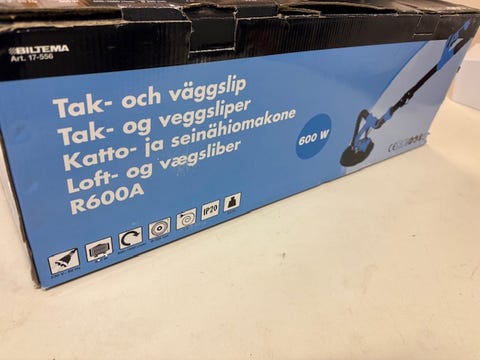 BILTEMA
Art. 17-556
Tak- och väggslip
Tak- og veggsliper
Katto- ja seinähiomakone
Loft- og vægsliber
R600A
600 W
IP20